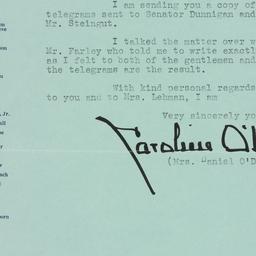 I am sending you a copy of
telegrams sent to Senator Dunnigan and
Mr. Steingut.
I talked the matter over w
Mr. Farley who told me to write exactl
as I felt to both of the gentlemen and
the telegrams are the result.
With kind personal regards
to you and to Mrs. Lehman, I am
Very sincerely yo
Caroline O'
(Mrs. Daniel O'D
, Jr.